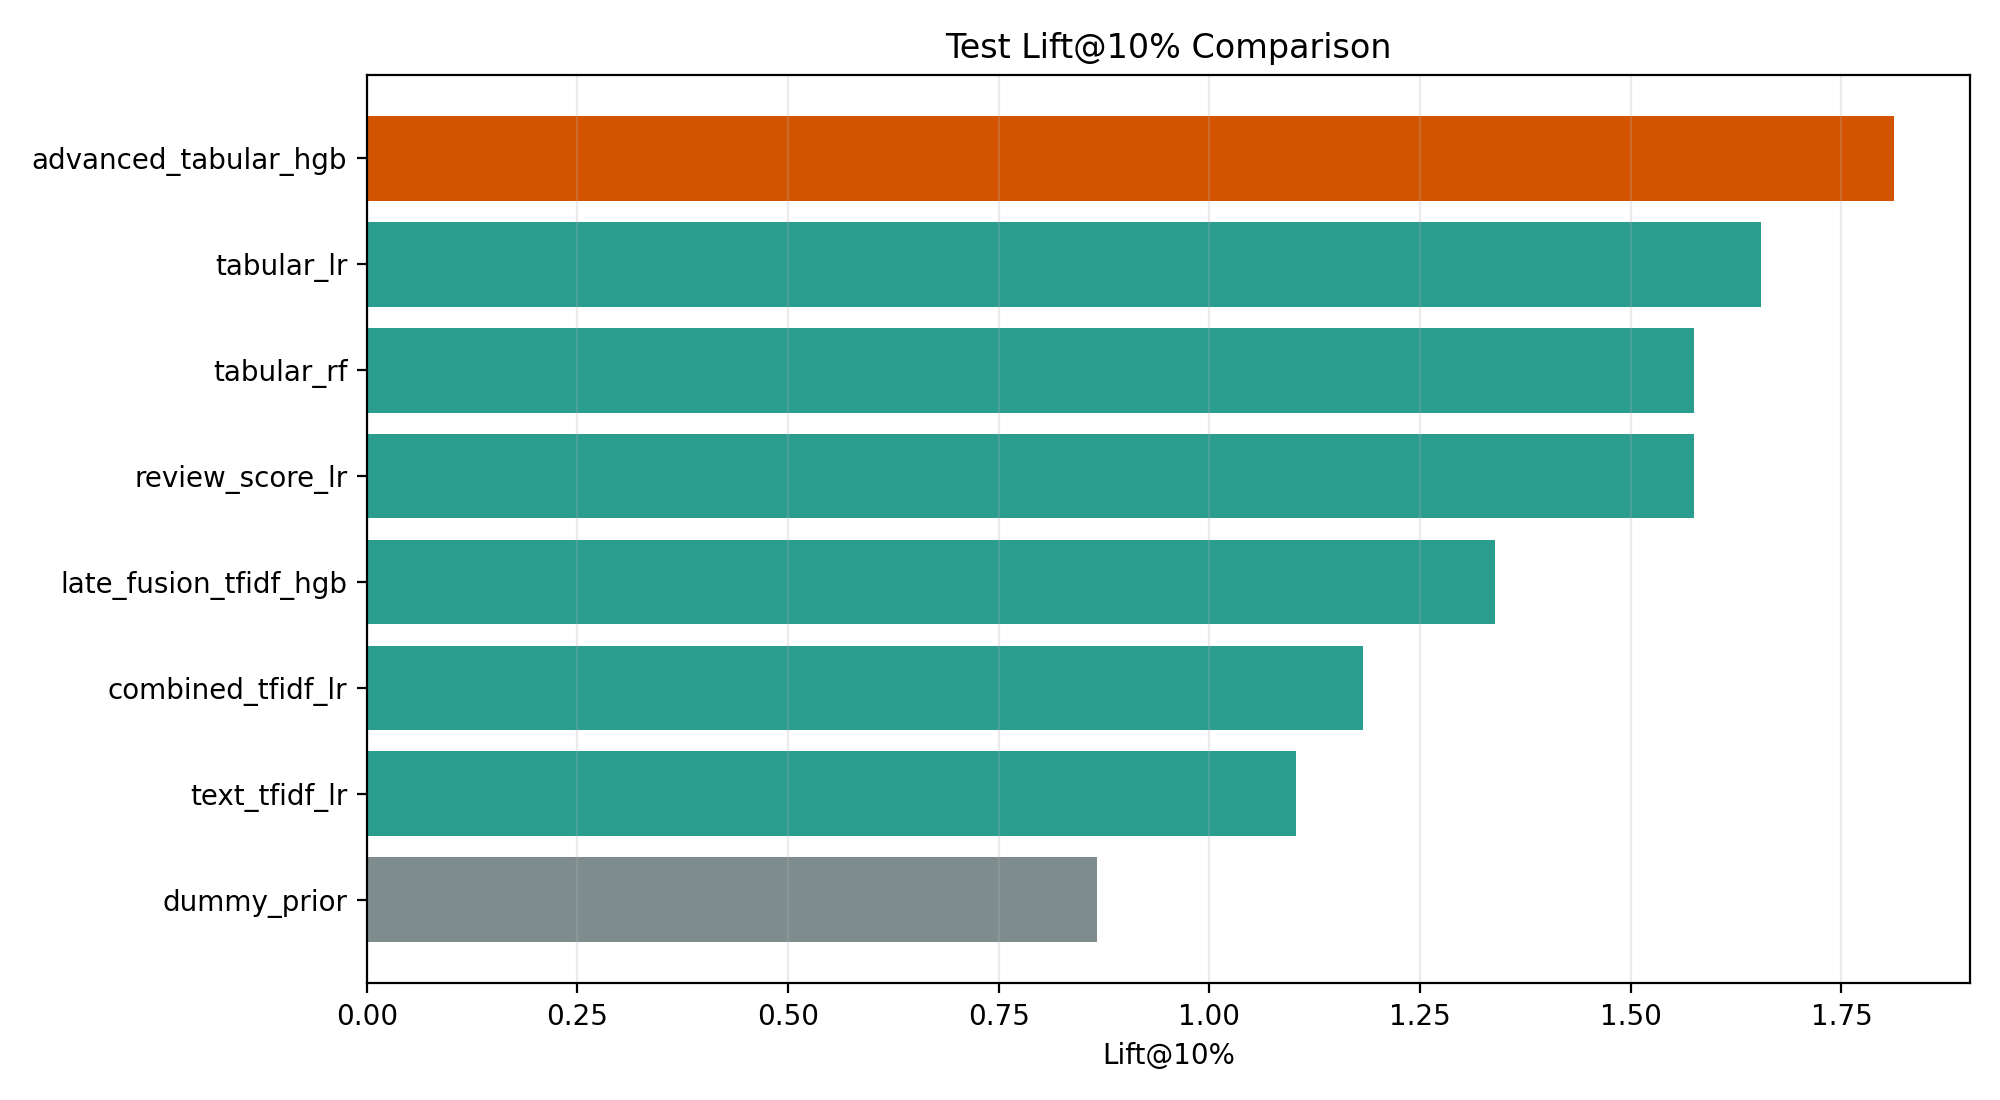 Test Lift@10% Comparison
advanced_tabular_hgb
tabular_lr
tabular_rf
review_score_lr
late_fusion_tfidf_hgb
combined_tfidf_lr
text_tfidf_lr
dummy_prior
0.00 0.25 0.50 0.75 1.00 1.25 1.50 1.75
Lift@10%